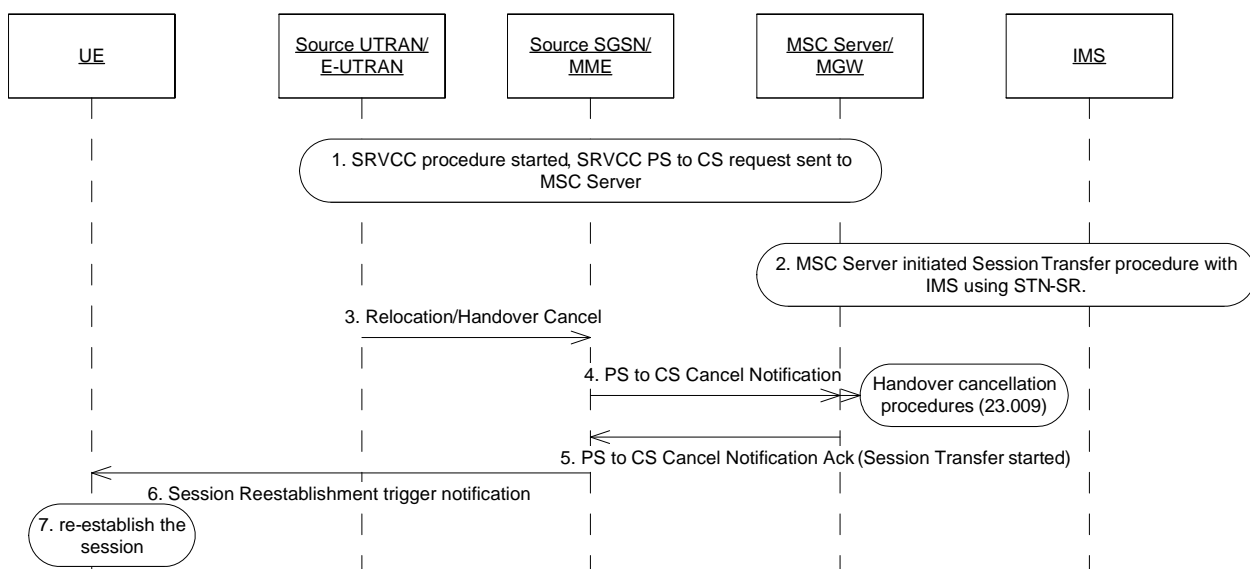 UE
Source UTRAN/
E-UTRAN
Source SGSN/
MME
MSC Server/
MGW
IMS
1. SRVCC procedure started, SRVCC PS to CS request sent to
MSC Server
2. MSC Server initiated Session Transfer procedure with
IMS using STN-SR.
3. Relocation/Handover Cancel
4. PS to CS Cancel Notification
Handover cancellation
procedures (23.009)
5. PS to CS Cancel Notification Ack (Session Transfer started)
6. Session Reestablishment trigger notification
7. re-establish the
session